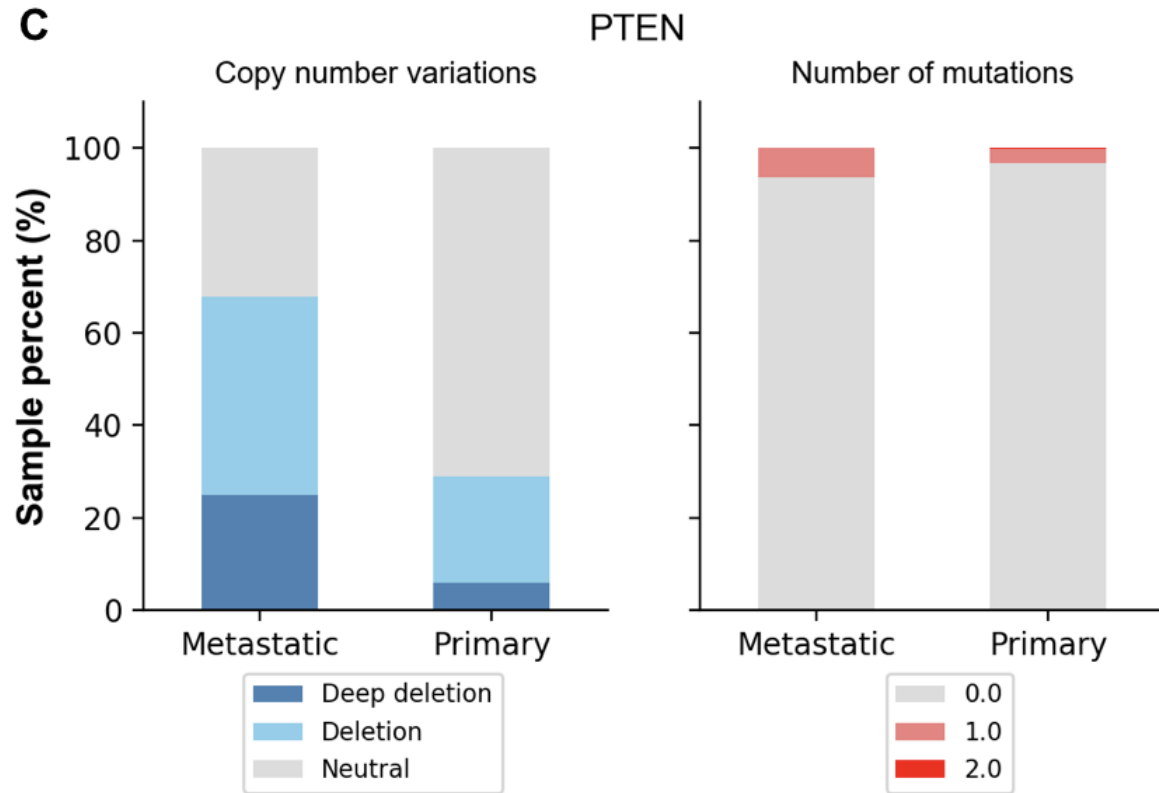 C
PTEN
Copy number variations
Number of mutations
Sample percent (%)
100
80
60
40
20
0
Metastatic
Primary
Metastatic
Primary
Deep deletion
Deletion
Neutral
0.0
1.0
2.0